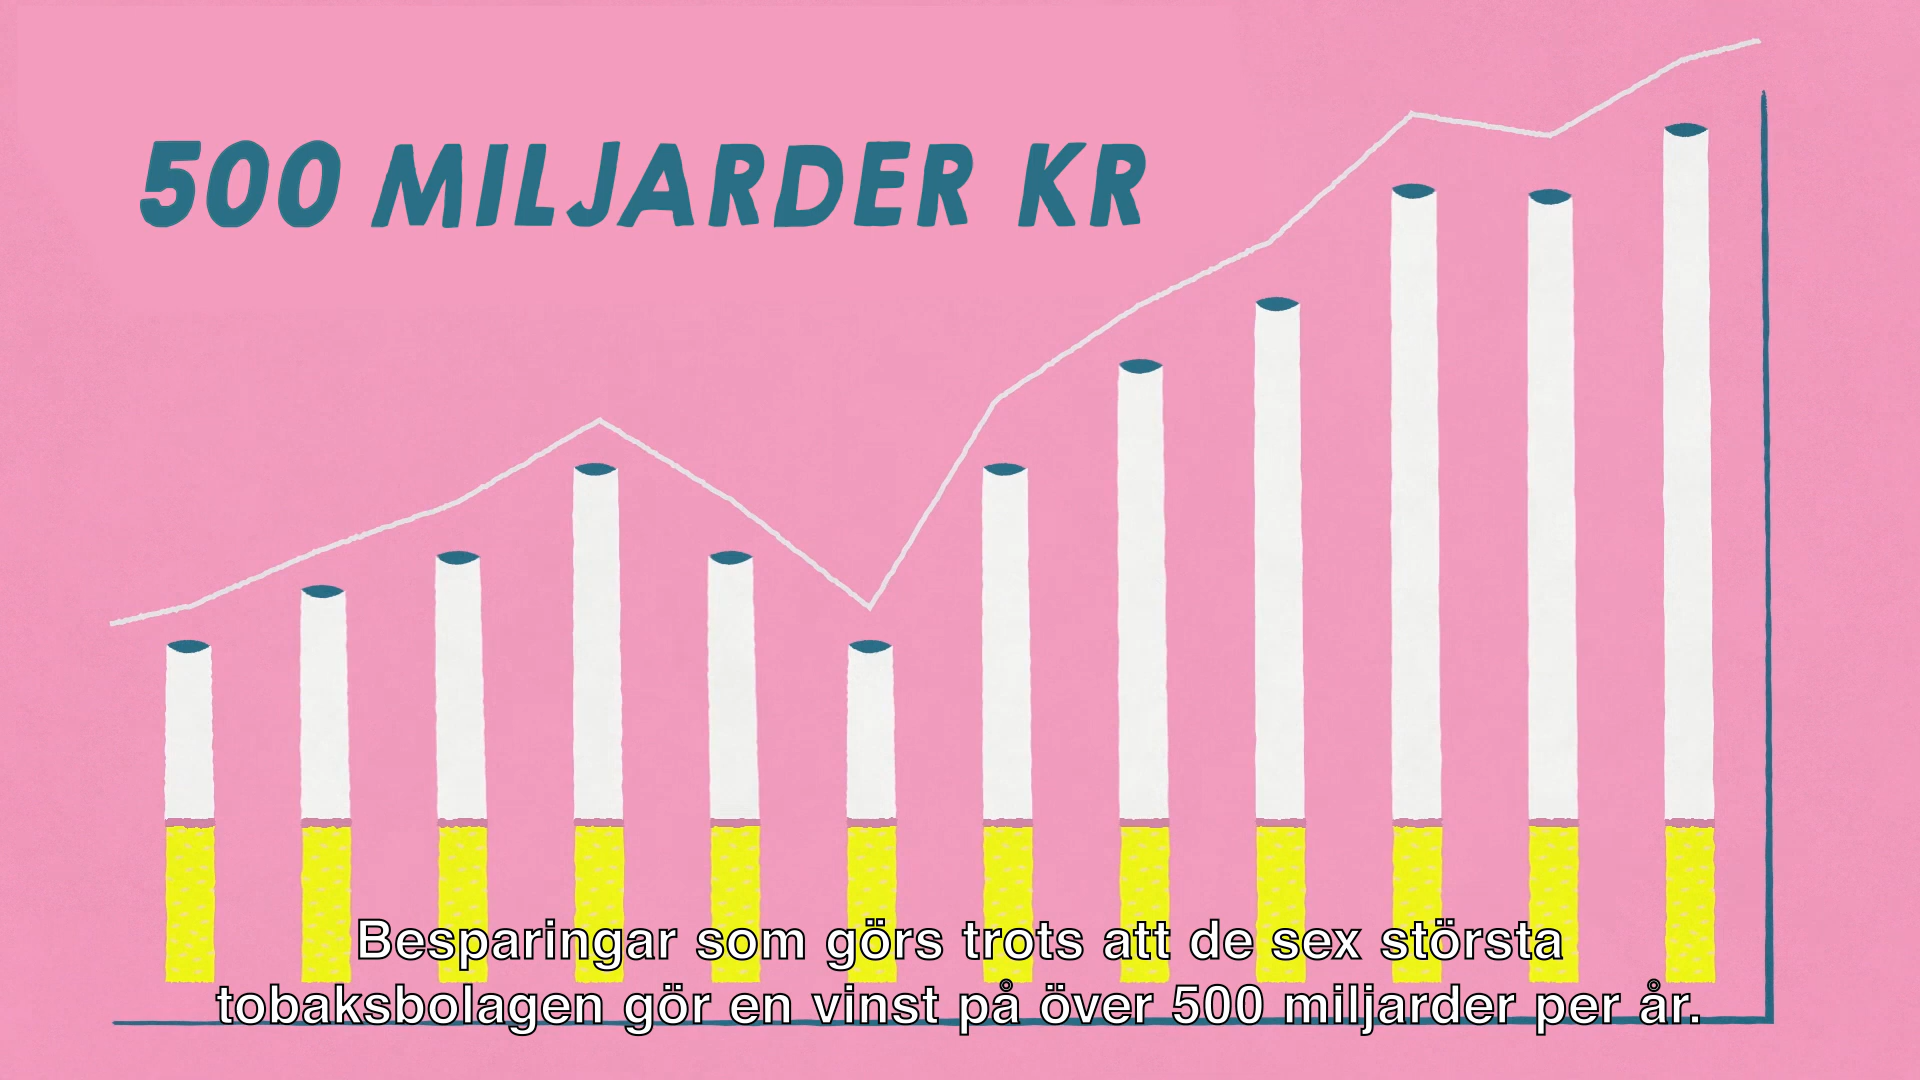 500 MILJARDER KR
Besparingar som görs trots att de sex största
tobaksbolagen gör en vinst på över 500 miljarder per år.